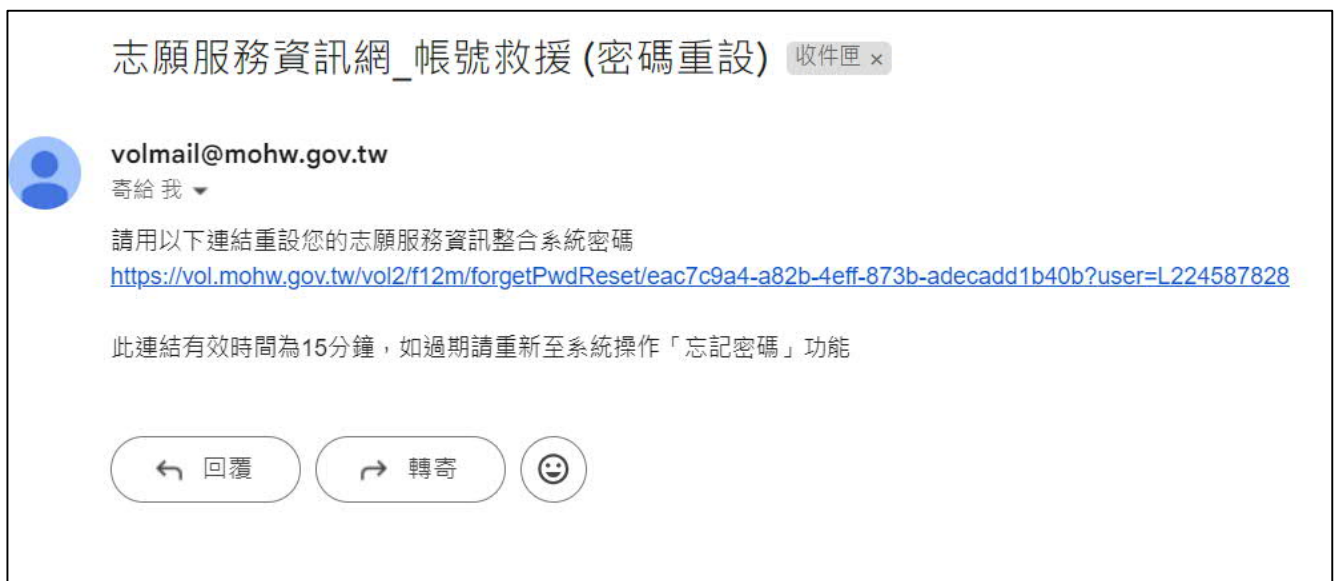 志願服務資訊網_帳號救援 (密碼重設) 收件匣 ×
volmail@mohw.gov.tw
寄給 我
請用以下連結重設您的志願服務資訊整合系統密碼
https://vol.mohw.gov.tw/vol2/f12m/forgetPwdReset/eac7c9a4-a82b-4eff-873b-adecadd1b40b?user=L224587828
此連結有效時間為15分鐘，如過期請重新至系統操作「忘記密碼」功能
回覆 轉寄